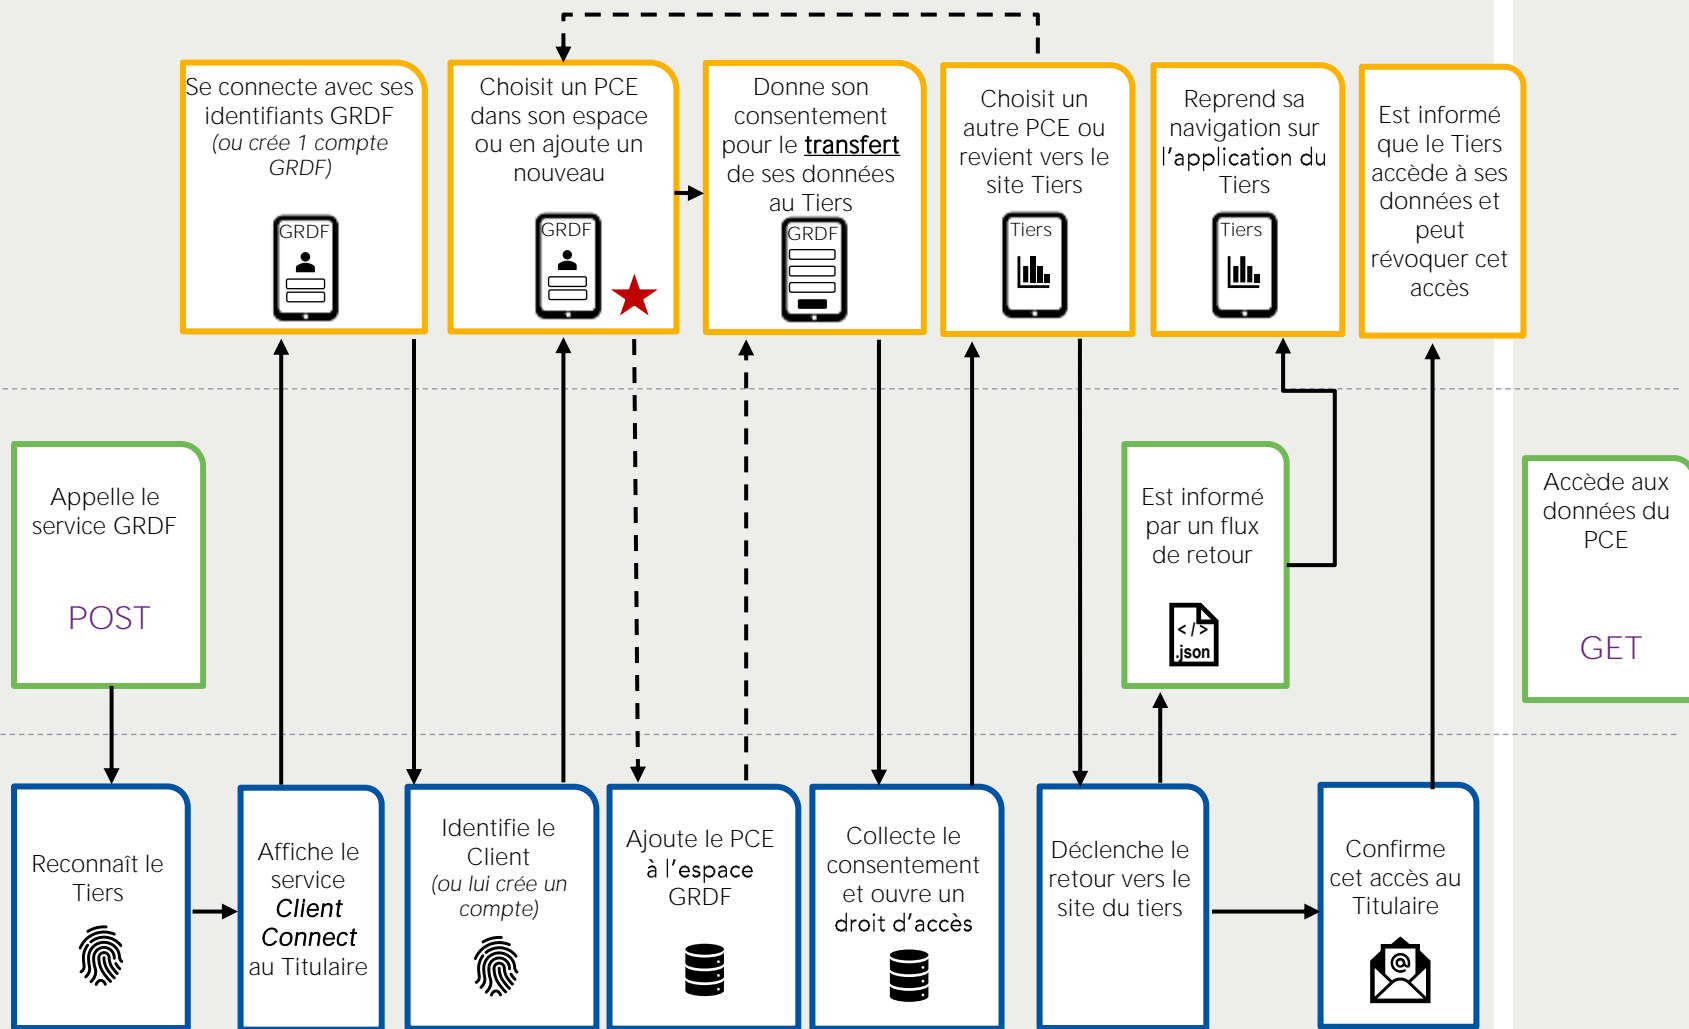 Se connecte avec ses
identifiants GRDF
(ou crée 1 compte
GRDF)
GRDF
Choisit un PCE
dans son espace
ou en ajoute un
nouveau
GRDF
Donne son
consentement
pour le transfert
de ses données
au Tiers
GRDF
Choisit un
autre PCE ou
revient vers le
site Tiers
Tiers
Reprend sa
navigation sur
l'application du
Tiers
Tiers
Est informé
que le Tiers
accède à ses
données et
peut
révoquer cet
accès
Appelle le
service GRDF
POST
Est informé
par un flux
de retour
</>
.json
Accède aux
données du
PCE
GET
Reconnaît le
Tiers
Affiche le
service
Client
Connect
au Titulaire
Identifie le
Client
(ou lui crée un
compte)
Ajoute le PCE
à l'espace
GRDF
Collecte le
consentement
et ouvre un
droit d'accès
Déclenche le
retour vers le
site du tiers
Confirme
cet accès au
Titulaire
@